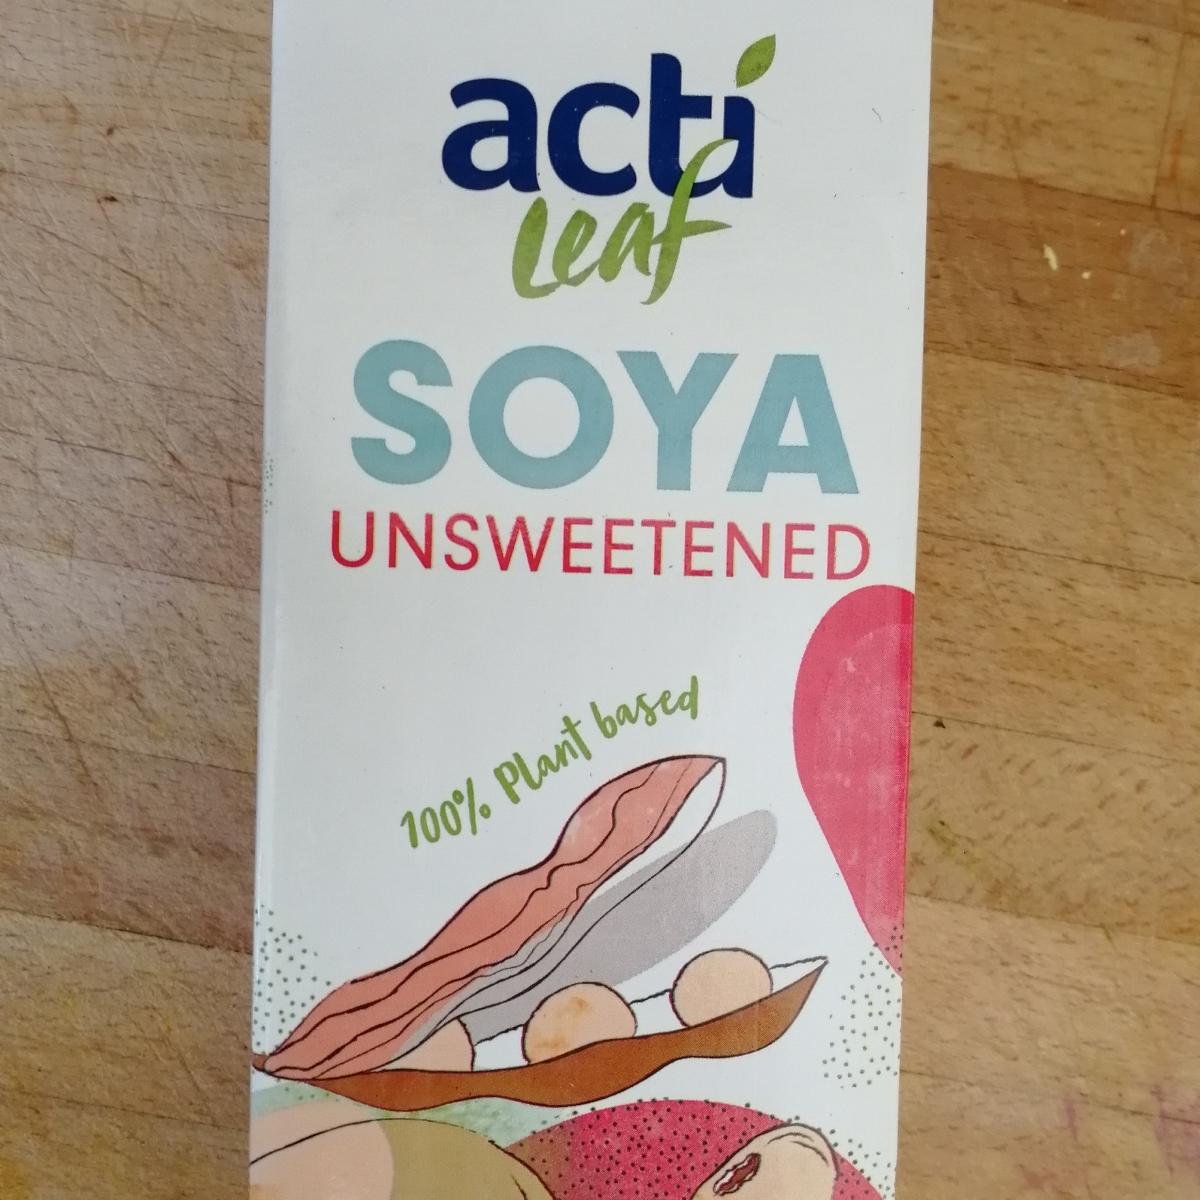 acti
leaf
SOYA
UNSWEETENED
100% Plant based